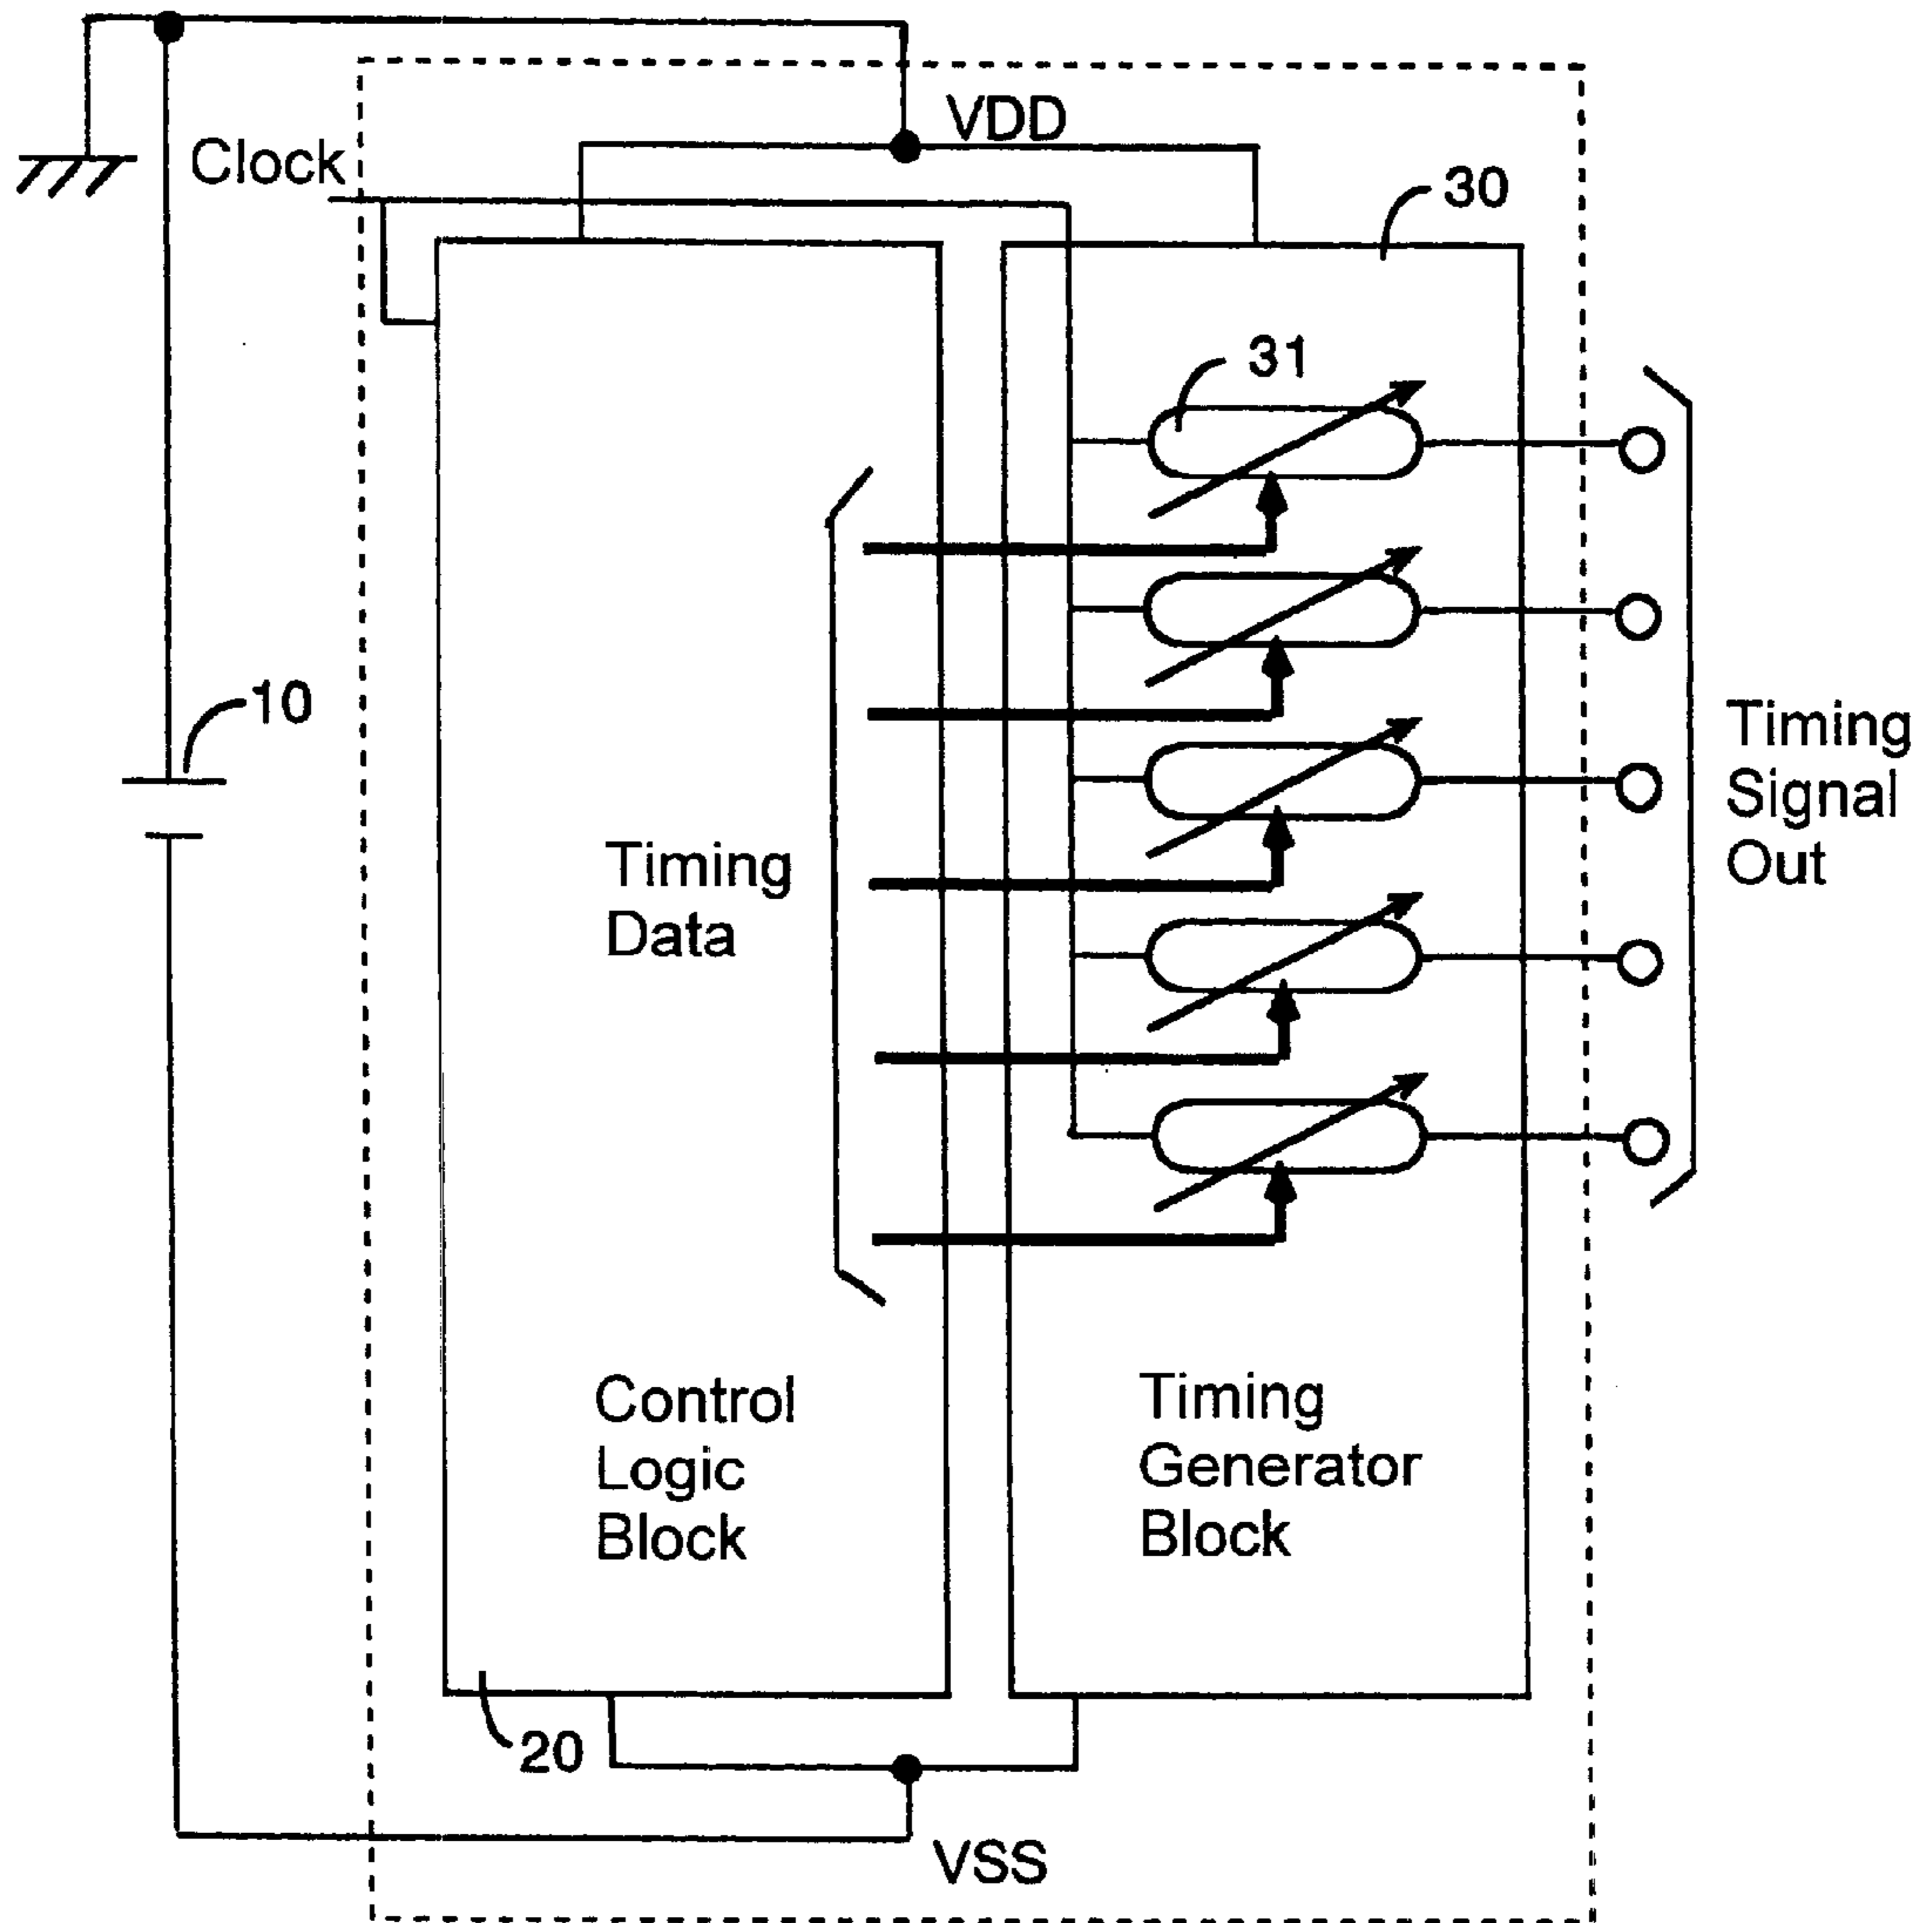 VDD
Clock
30
31
10
Timing
Signal
Out
Timing
Data
Control
Logic
Block
Timing
Generator
Block
20
VSS